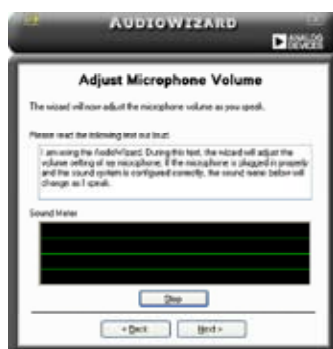 AUDIOWIZARD
ANALOG
DEVICES
Adjust Microphone Volume
The wizard will now adjust the microphone volume as you speak.
Please read the following text out loud:
I am using the AudioWizard. During this test, the wizard will adjust the
volume setting of my microphone. If the microphone is plugged in properly
and the sound system is configured correctly, the sound meter below will
change as I speak.
Sound Meter
Stop
< Back
Next >